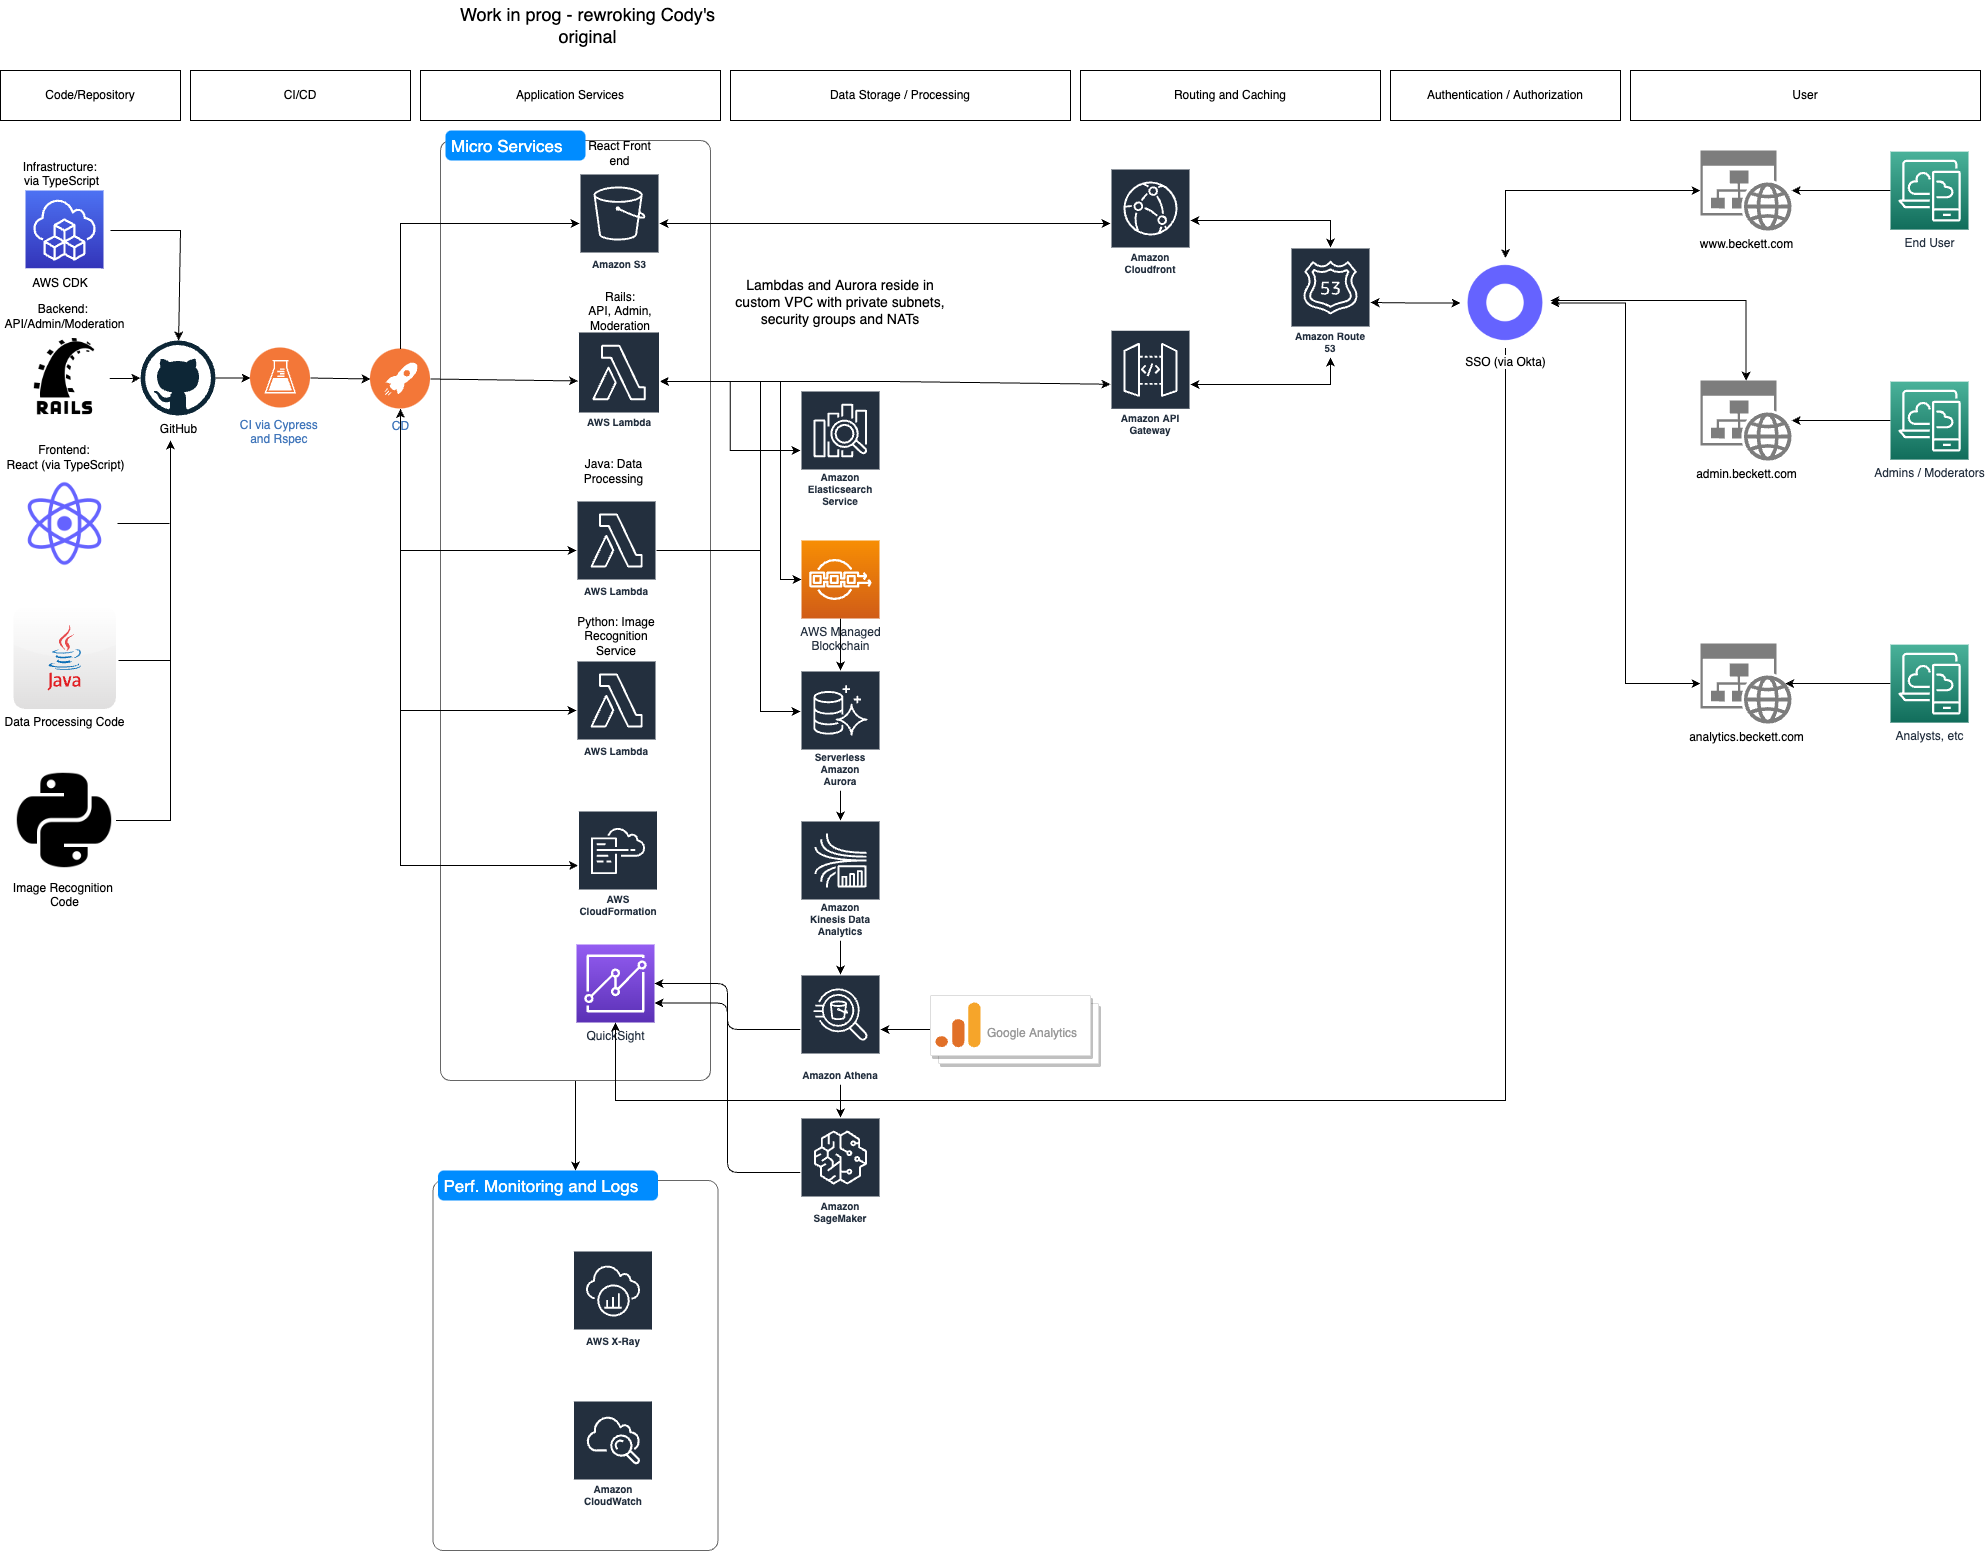 Work in prog - rewroking Cody's
original
Code/Repository
CI/CD
Application Services
Data Storage / Processing
Routing and Caching
Authentication / Authorization
User
Infrastructure:
via TypeScript
AWS CDK
Backend:
API/Admin/Moderation
RAILS
Frontend:
React (via TypeScript)
Java
Data Processing Code
Image Recognition
Code
GitHub
CI via Cypress
and Rspec
CD
Micro Services
React Front
end
Amazon S3
Rails:
API, Admin,
Moderation
AWS Lambda
Java: Data
Processing
AWS Lambda
Python: Image
Recognition
Service
AWS Lambda
AWS
CloudFormation
QuickSight
Perf. Monitoring and Logs
AWS X-Ray
Amazon
CloudWatch
Lambdas and Aurora reside in
custom VPC with private subnets,
security groups and NATs
Amazon
Elasticsearch
Service
AWS Managed
Blockchain
Serverless
Amazon
Aurora
Amazon
Kinesis Data
Analytics
Amazon Athena
Google Analytics
Amazon
SageMaker
Amazon
Cloudfront
53
Amazon Route
53
</>
Amazon API
Gateway
SSO (via Okta)
www.beckett.com
End User
admin.beckett.com
Admins / Moderators
analytics.beckett.com
Analysts, etc